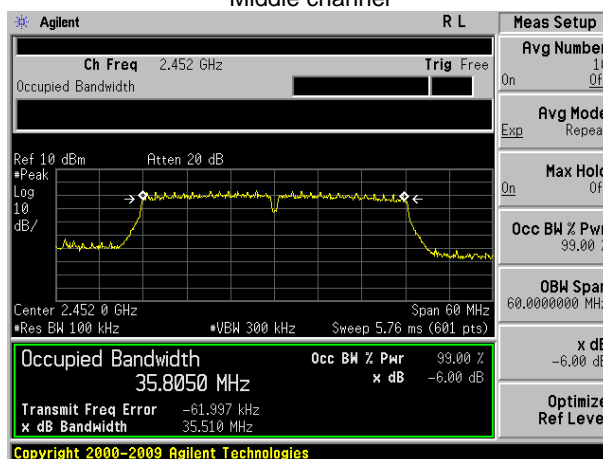 Middle channel
Agilent R L Meas Setup
Ch Freq 2.452 GHz Trig Free
Occupied Bandwidth
Avg Number
On
Avg Mode
Exp
Ref 10 dBm Atten 20 dB
#Peak
Log
10
dB/
Max Hold
On
Occ BW % Pwr
99.00 %
OBW Span
60.0000000 MHz
Center 2.452 0 GHz Span 60 MHz
#Res BW 100 kHz #VBW 300 kHz Sweep 5.76 ms (601 pts)
Occupied Bandwidth Occ BW % Pwr 99.00 %
35.8050 MHz x dB -6.00 dB
Transmit Freq Error -61.997 kHz
x dB Bandwidth 35.510 MHz
x dB
-6.00 dB
Optimize
Ref Level
Copyright 2000-2009 Agilent Technologies